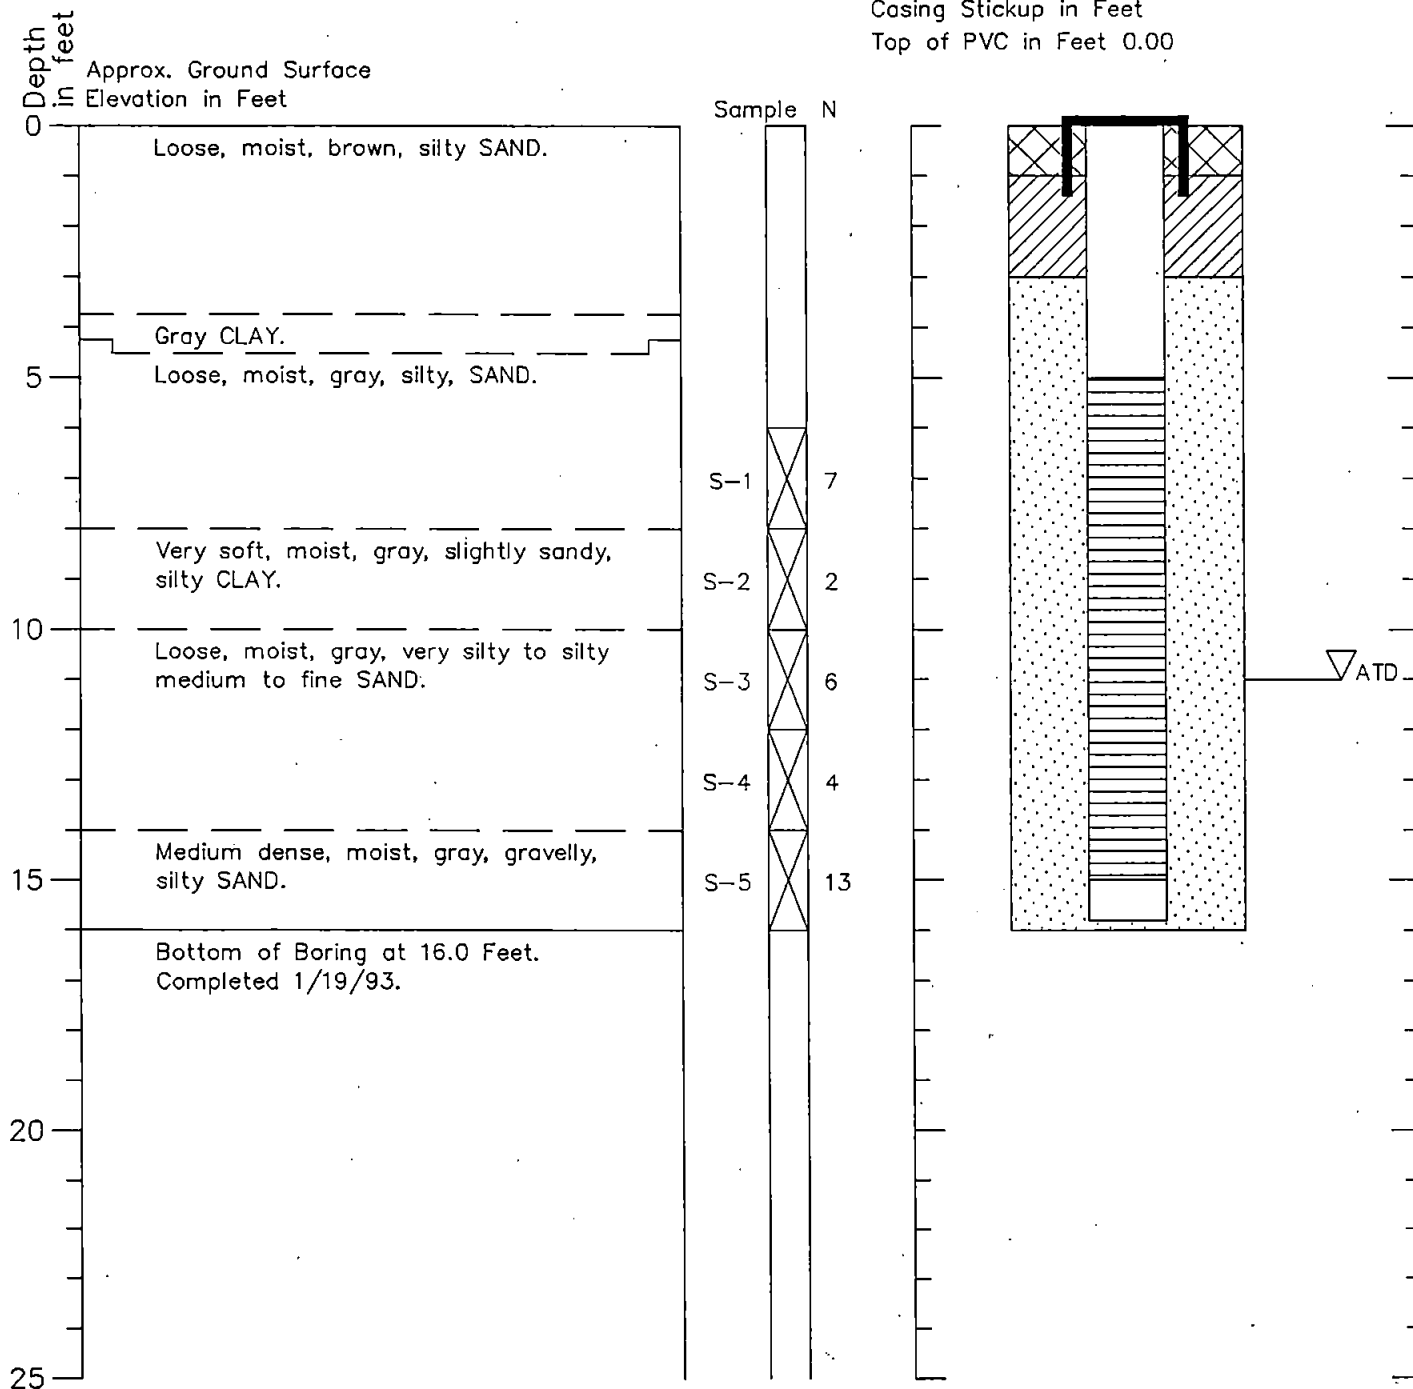 Casing Stickup in Feet
Top of PVC in Feet 0.00
Depth
in feet
Approx. Ground Surface
Elevation in Feet
Sample N
0
Loose, moist, brown, silty SAND.
Gray CLAY.
5
Loose, moist, gray, silty, SAND.
S-1 7
Very soft, moist, gray, slightly sandy,
silty CLAY.
S-2 2
10
Loose, moist, gray, very silty to silty
medium to fine SAND.
S-3 6
ATD
S-4 4
Medium dense, moist, gray, gravelly,
silty SAND.
15
S-5 13
Bottom of Boring at 16.0 Feet.
Completed 1/19/93.
20
25